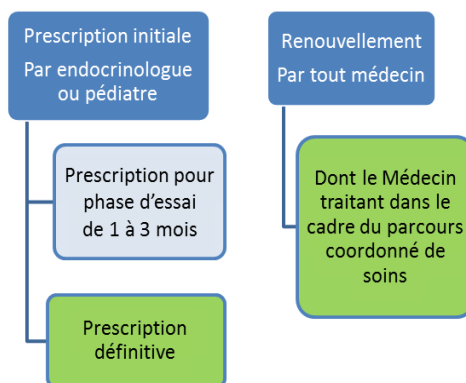 Prescription initiale
Par endocrinologue
ou pédiatre
Prescription pour
phase d'essai
de 1 à 3 mois
Prescription
définitive
Renouvellement
Par tout médecin
Dont le Médecin
traitant dans le
cadre du parcours
coordonné de
soins